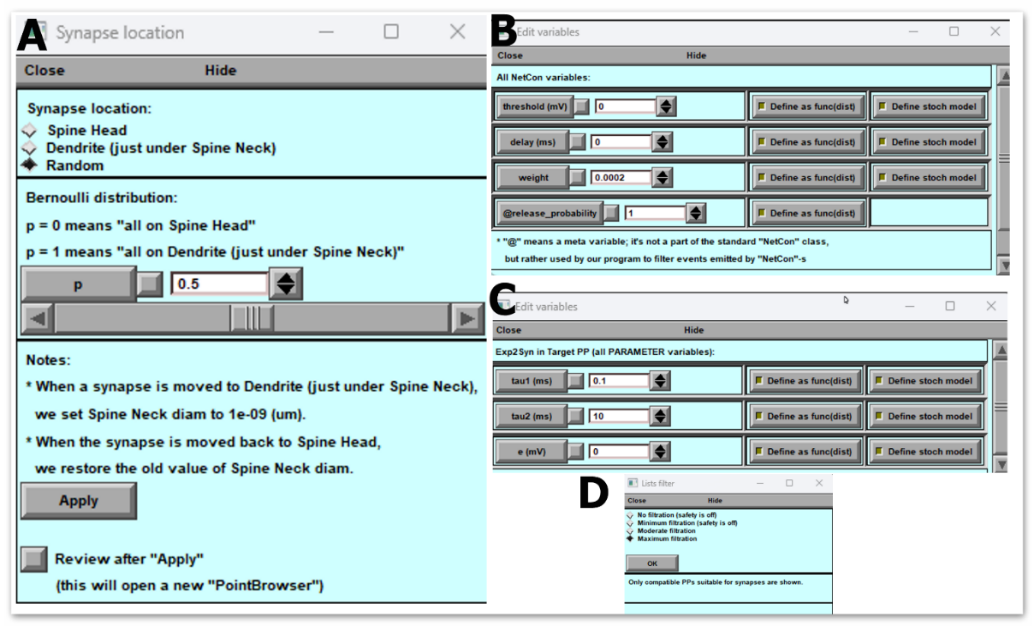 A
Synapse location
Close Hide
Synapse location:
Spine Head
Dendrite (just under Spine Neck)
Random
Bernoulli distribution:
p = 0 means "all on Spine Head"
p = 1 means "all on Dendrite (just under Spine Neck)"
p 0.5
Notes:
* When a synapse is moved to Dendrite (just under Spine Neck),
we set Spine Neck diam to 1e-09 (um).
* When the synapse is moved back to Spine Head,
we restore the old value of Spine Neck diam.
Apply
Review after "Apply"
(this will open a new "PointBrowser")
B
Edit variables
Close Hide
All NetCon variables:
threshold (mV) 0 Define as func(dist) Define stoch model
delay (ms) 0 Define as func(dist) Define stoch model
weight 0.0002 Define as func(dist) Define stoch model
@release_probability 1 Define as func(dist)
* "@" means a meta variable; it's not a part of the standard "NetCon" class,
but rather used by our program to filter events emitted by "NetCon"-s
C
Edit variables
Close Hide
Exp2Syn in Target PP (all PARAMETER variables):
tau1 (ms) 0.1 Define as func(dist) Define stoch model
tau2 (ms) 10 Define as func(dist) Define stoch model
e (mV) 0 Define as func(dist) Define stoch model
D
Lists filter
Close Hide
No filtration (safety is off)
Minimum filtration (safety is off)
Moderate filtration
Maximum filtration
OK
Only compatible PPs suitable for synapses are shown.